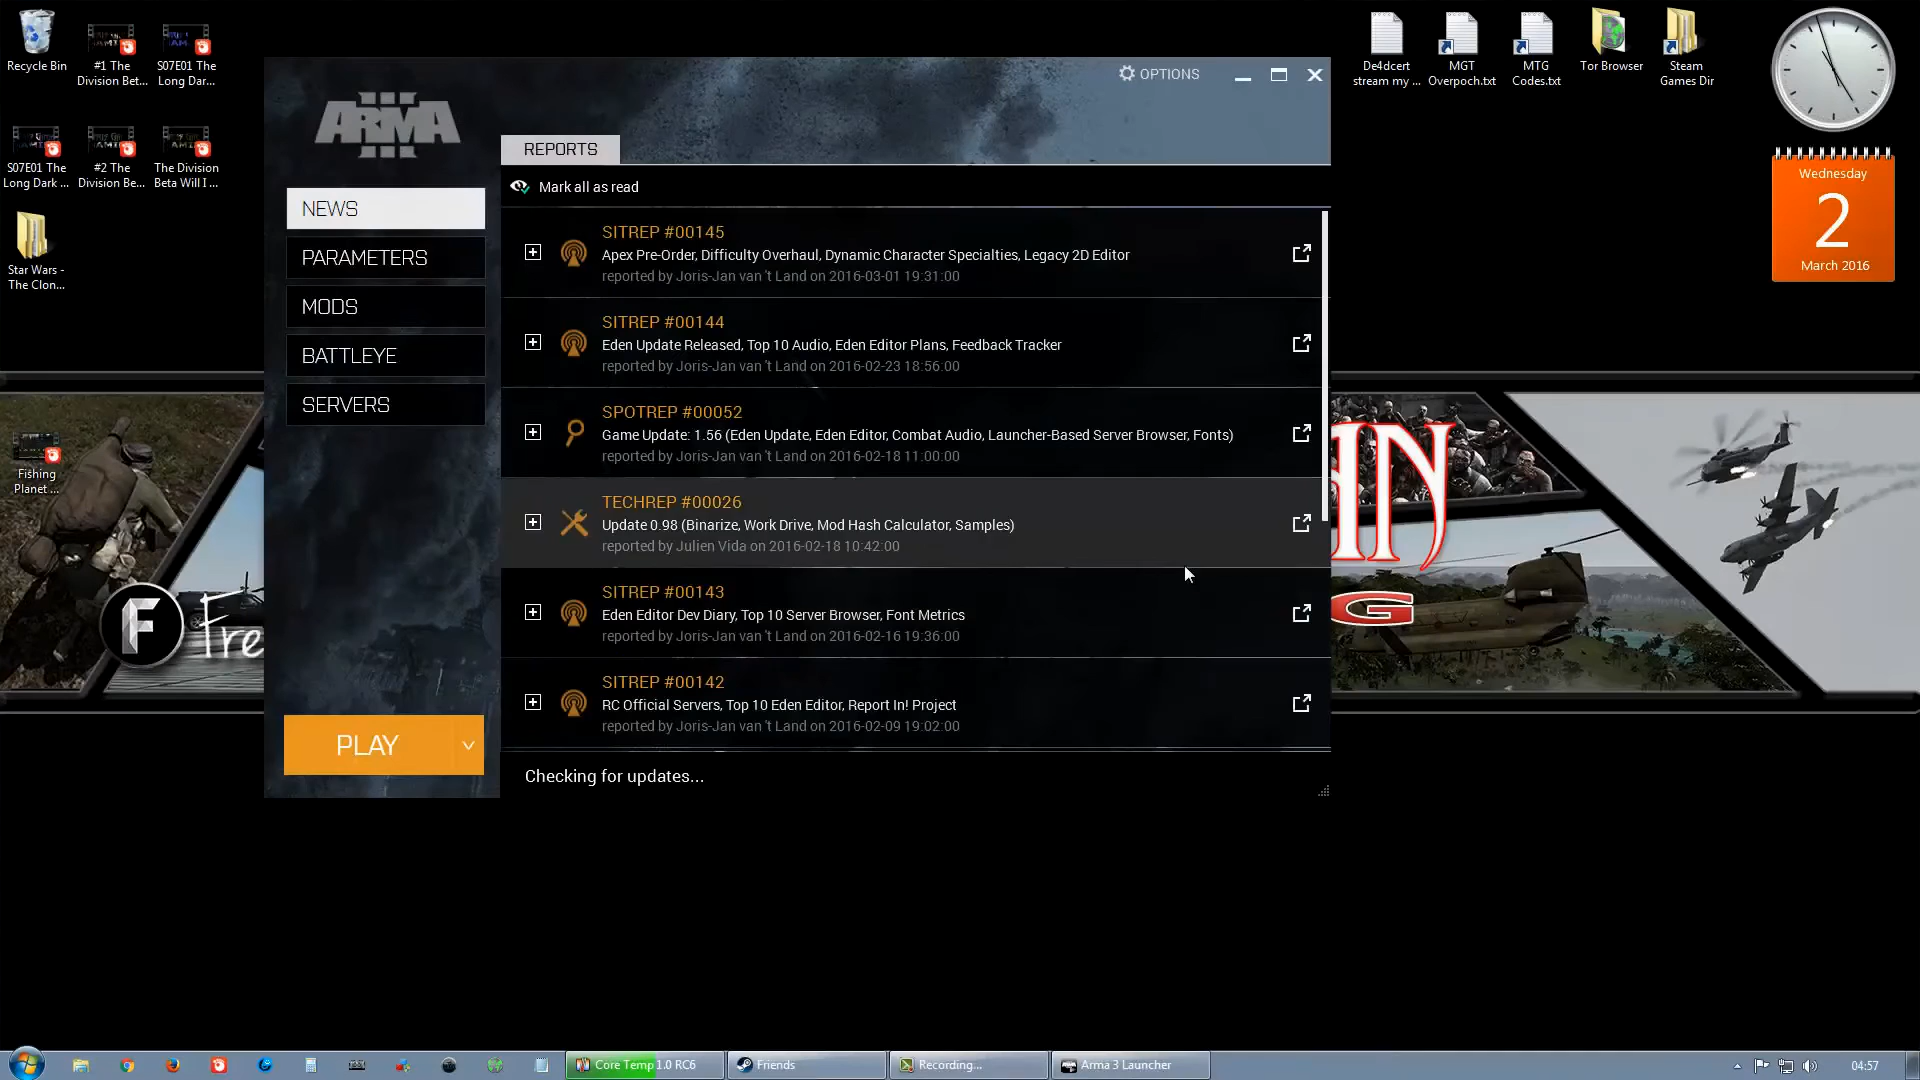 Recycle Bin
#1 The
Division Bet...
S07E01 The
Long Dar...
S07E01 The
Long Dark ...
#2 The
Division Be...
The Division
Beta Will I ...
Star Wars -
The Clon...
Fishing
Planet ...
De4dcert
stream my ...
MGT
Overpoch.txt
MTG
Codes.txt
Tor Browser
Steam
Games Dir
Wednesday
2
March 2016
OPTIONS
ARMA
III
REPORTS
Mark all as read
NEWS
PARAMETERS
MODS
BATTLEYE
SERVERS
PLAY
SITREP #00145
Apex Pre-Order, Difficulty Overhaul, Dynamic Character Specialties, Legacy 2D Editor
reported by Joris-Jan van 't Land on 2016-03-01 19:31:00
SITREP #00144
Eden Update Released, Top 10 Audio, Eden Editor Plans, Feedback Tracker
reported by Joris-Jan van 't Land on 2016-02-23 18:56:00
SPOTREP #00052
Game Update: 1.56 (Eden Update, Eden Editor, Combat Audio, Launcher-Based Server Browser, Fonts)
reported by Joris-Jan van 't Land on 2016-02-18 11:00:00
TECHREP #00026
Update 0.98 (Binarize, Work Drive, Mod Hash Calculator, Samples)
reported by Julien Vida on 2016-02-18 10:42:00
SITREP #00143
Eden Editor Dev Diary, Top 10 Server Browser, Font Metrics
reported by Joris-Jan van 't Land on 2016-02-16 19:36:00
SITREP #00142
RC Official Servers, Top 10 Eden Editor, Report In! Project
reported by Joris-Jan van 't Land on 2016-02-09 19:02:00
Checking for updates...
F
Fre
IN
G
Core Temp 1.0 RC6
Friends
Recording...
Arma 3 Launcher
04:57